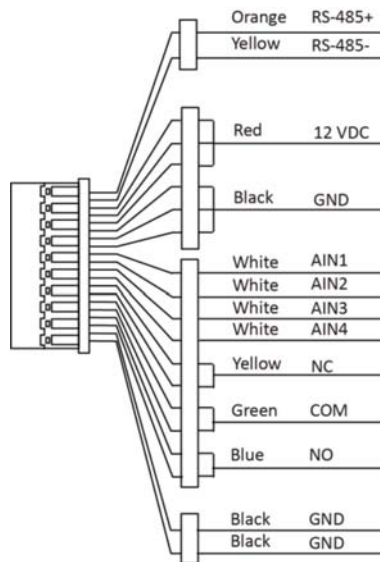 Orange RS-485+
Yellow RS-485-
Red 12 VDC
Black GND
White AIN1
White AIN2
White AIN3
White AIN4
Yellow NC
Green COM
Blue NO
Black GND
Black GND